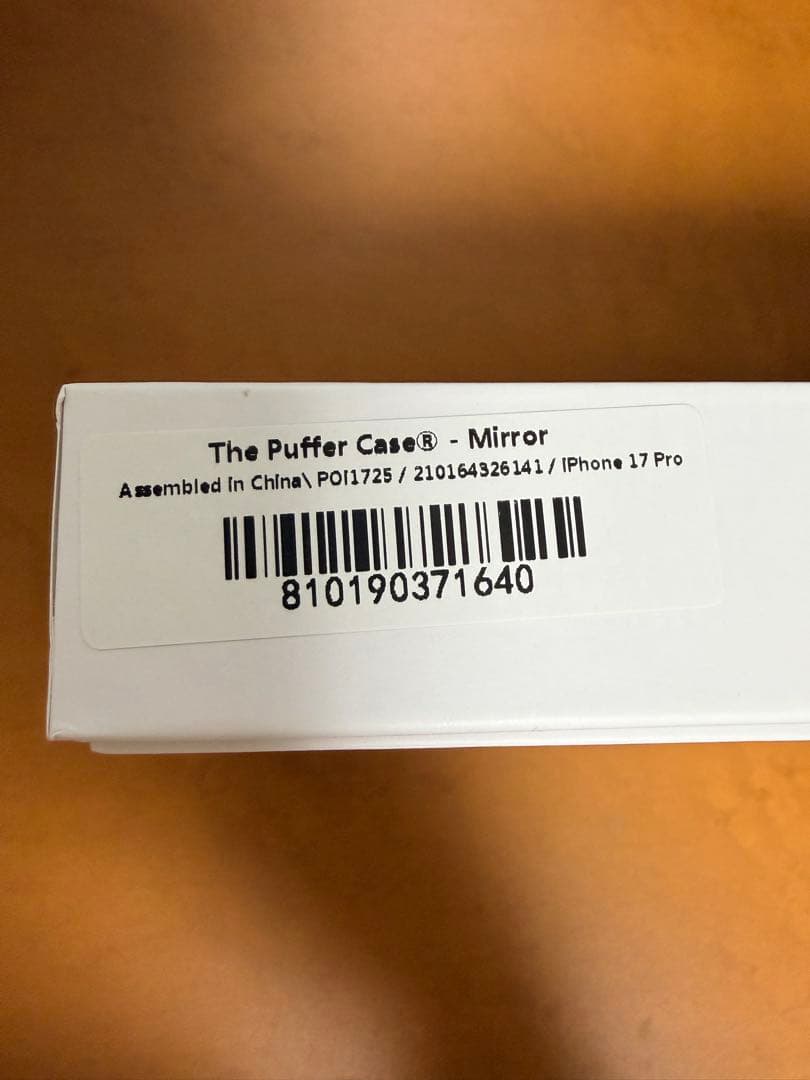 The Puffer Case® - Mirror
Assembled in China\ POI1725 / 210164326141 / iPhone 17 Pro
810190371640